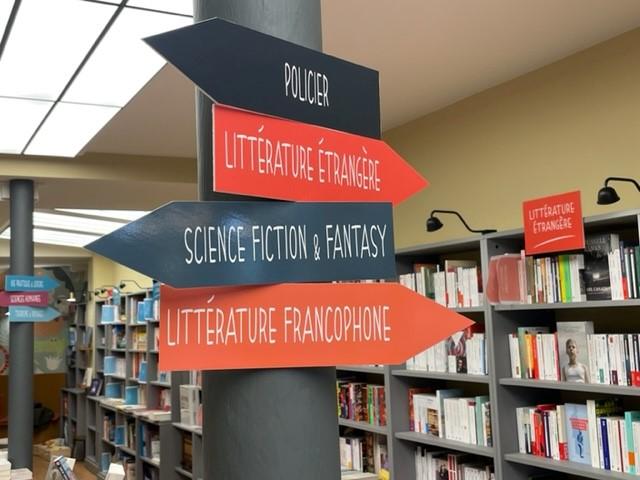 POLICIER
LITTÉRATURE ÉTRANGÈRE
SCIENCE FICTION & FANTASY
LITTÉRATURE FRANCOPHONE
LITTÉRATURE
ÉTRANGÈRE
SCIENCES HUMAINES